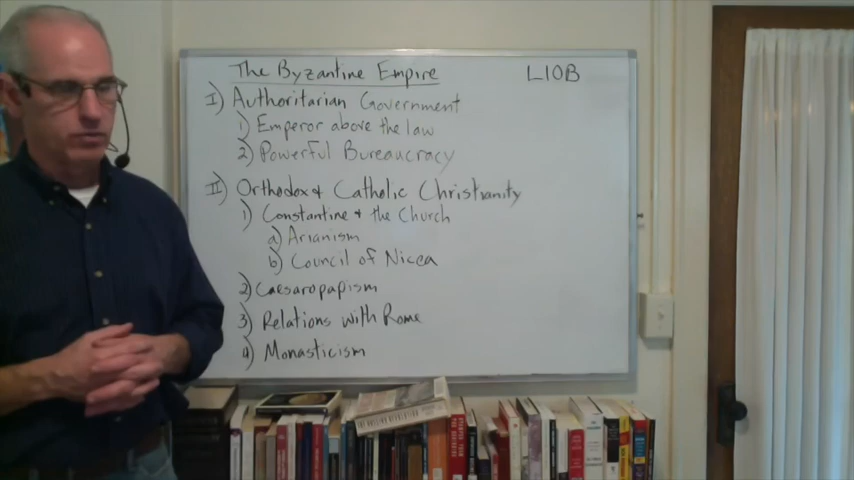 The Byzantine Empire L10B
I) Authoritarian Government
1) Emperor above the law
2) Powerful Bureaucracy
II) Orthodox & Catholic Christianity
1) Constantine & the Church
a) Arianism
b) Council of Nicea
2) Caesaropapism
3) Relations with Rome
4) Monasticism